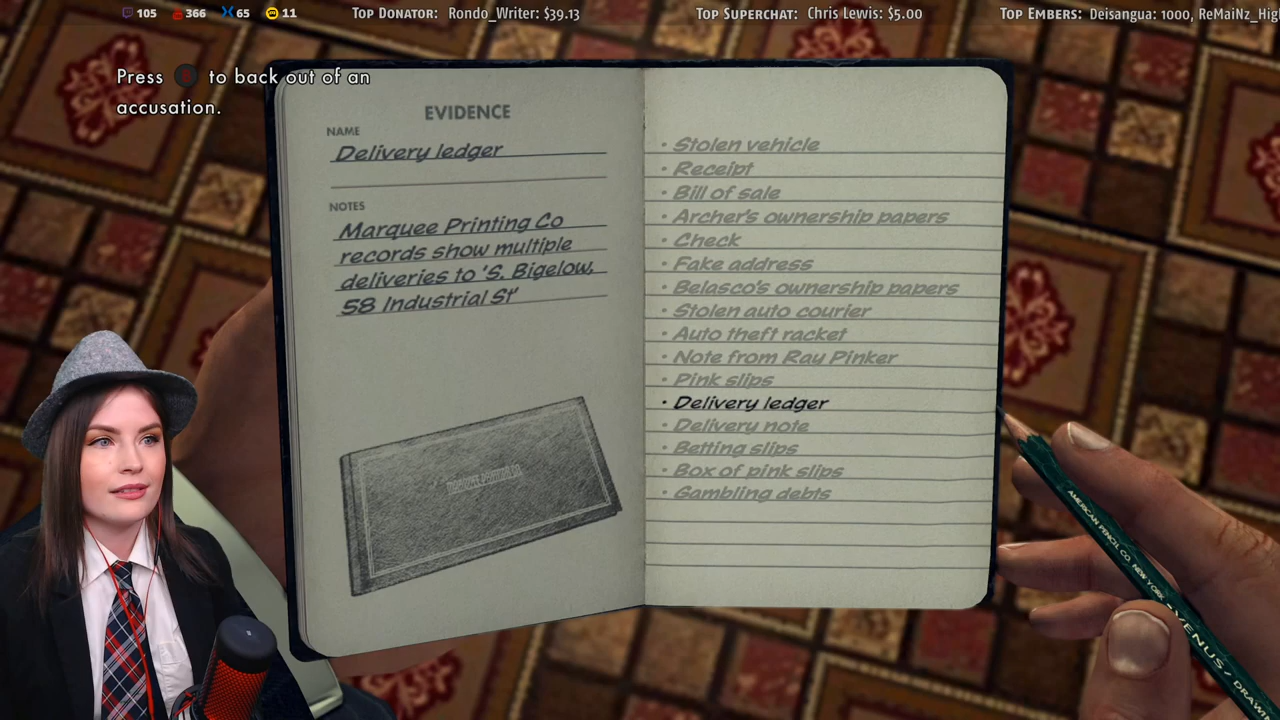 105 366 65 11 Top Donator: Rondo_Writer: $39.13 Top Superchat: Chris Lewis: $5.00 Top Embers: Deisangua: 1000, ReMaiNz_Hig
Press to back out of an
accusation.
EVIDENCE
NAME
Delivery ledger
NOTES
Marquee Printing Co
records show multiple
deliveries to 'S. Bigelow,
58 Industrial St'
• Stolen vehicle
• Receipt
• Bill of sale
• Archer's ownership papers
• Check
• Fake address
• Belasco's ownership papers
• Stolen auto courier
• Auto theft racket
• Note from Ray Pinker
• Pink slips
• Delivery ledger
• Delivery note
• Betting slips
• Box of pink slips
• Gambling debts
AMERICAN PENCIL CO. NEW YORK VENUS / DRAW